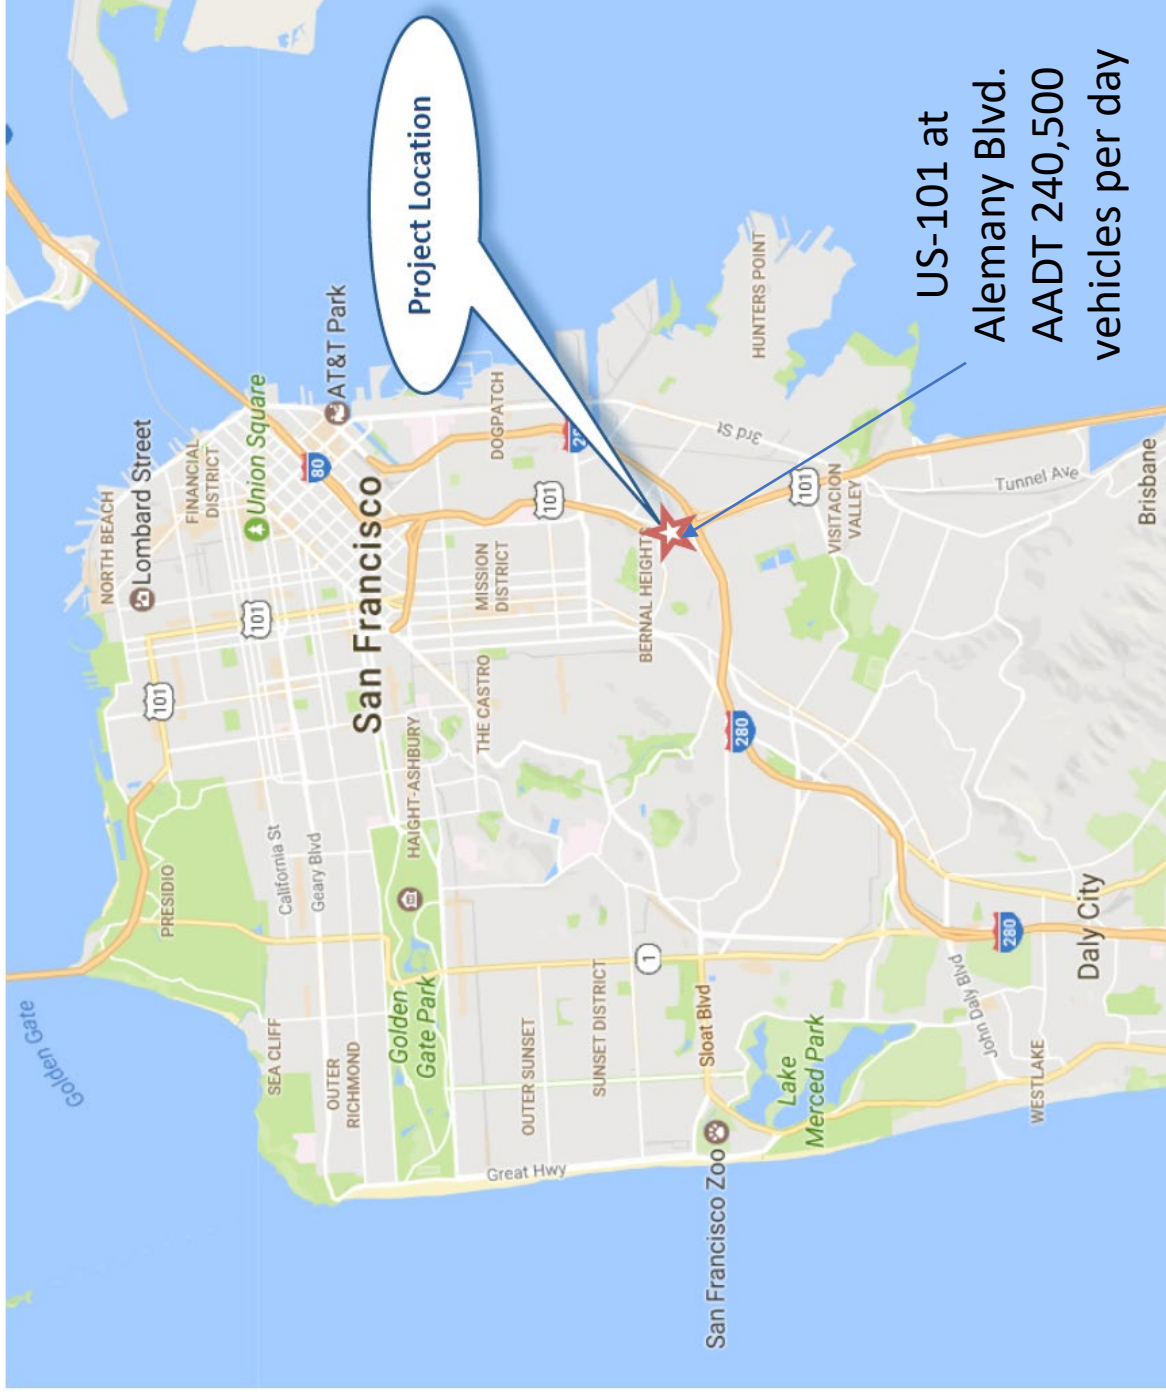 Golden Gate
NORTH BEACH
Lombard Street
FINANCIAL
DISTRICT
Union Square
101
101
80
AT&T Park
PRESIDIO
California St
Geary Blvd
SEA CLIFF
OUTER
RICHMOND
San Francisco
HAIGHT-ASHBURY
Golden
Gate Park
THE CASTRO
MISSION
DISTRICT
DOGPATCH
101
Project Location
OUTER SUNSET
SUNSET DISTRICT
Great Hwy
1
BERNAL HEIGHTS
3rd St
HUNTERS POINT
280
Sloat Blvd
San Francisco Zoo
Lake
Merced Park
101
VISITACION
VALLEY
Tunnel Ave
Brisbane
John Daly Blvd
280
WESTLAKE
Daly City
US-101 at
Alemany Blvd.
AADT 240,500
vehicles per day